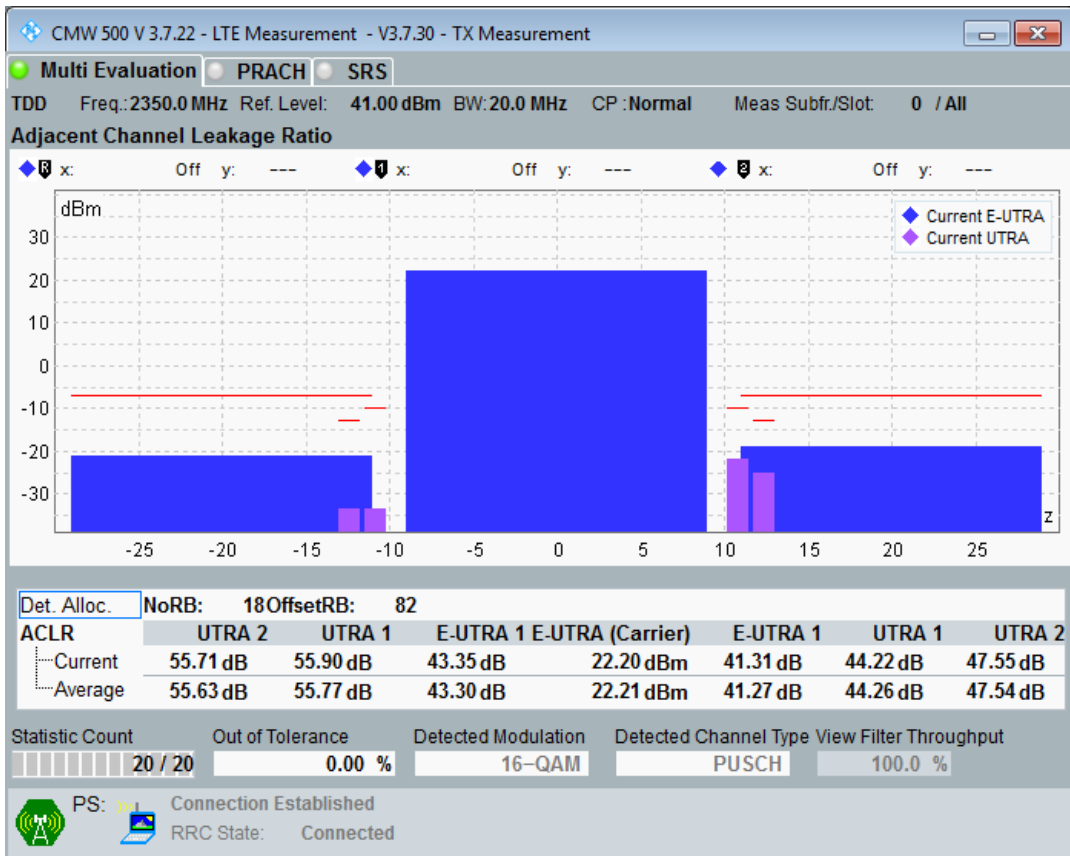 CMW 500 V 3.7.22 - LTE Measurement - V3.7.30 - TX Measurement
Multi Evaluation PRACH SRS
TDD Freq.:2350.0 MHz Ref. Level: 41.00 dBm BW:20.0 MHz CP :Normal Meas Subfr./Slot: 0 / All
Adjacent Channel Leakage Ratio
R x: Off y: --- 1 x: Off y: --- 2 x: Off y: ---
dBm
Current E-UTRA
Current UTRA
30
20
10
0
-10
-20
-30
z
-25 -20 -15 -10 -5 0 5 10 15 20 25
Det. Alloc. NoRB: 18 OffsetRB: 82
ACLR UTRA 2 UTRA 1 E-UTRA 1 E-UTRA (Carrier) E-UTRA 1 UTRA 1 UTRA 2
Current 55.71 dB 55.90 dB 43.35 dB 22.20 dBm 41.31 dB 44.22 dB 47.55 dB
Average 55.63 dB 55.77 dB 43.30 dB 22.21 dBm 41.27 dB 44.26 dB 47.54 dB
Statistic Count Out of Tolerance Detected Modulation Detected Channel Type View Filter Throughput
20 / 20 0.00 % 16-QAM PUSCH 100.0 %
PS: Connection Established
RRC State: Connected